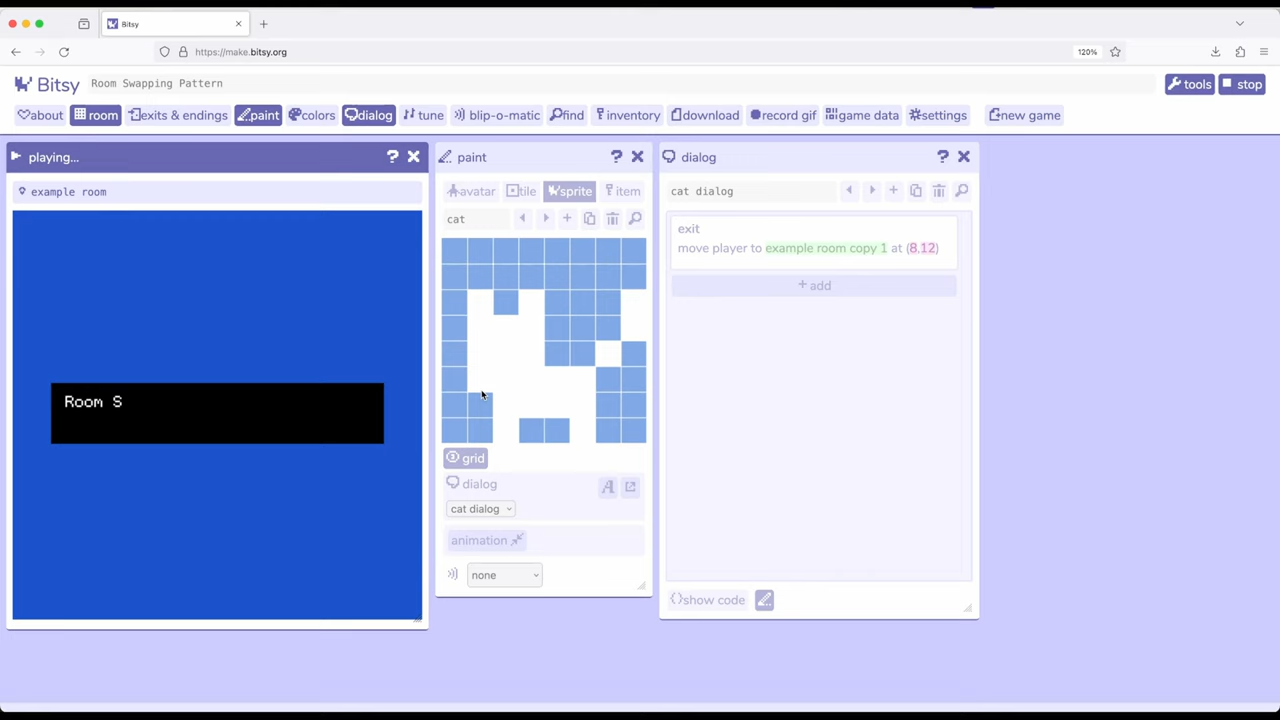 Bitsy
https://make.bitsy.org
120%
Bitsy
Room Swapping Pattern
tools
stop
about
room
exits & endings
paint
colors
dialog
tune
blip-o-matic
find
inventory
download
record gif
game data
settings
new game
playing...
?
example room
Room S
paint
?
avatar
tile
sprite
item
cat
grid
dialog
A
cat dialog
animation
none
dialog
?
cat dialog
exit
move player to example room copy 1 at (8,12)
+ add
{}show code